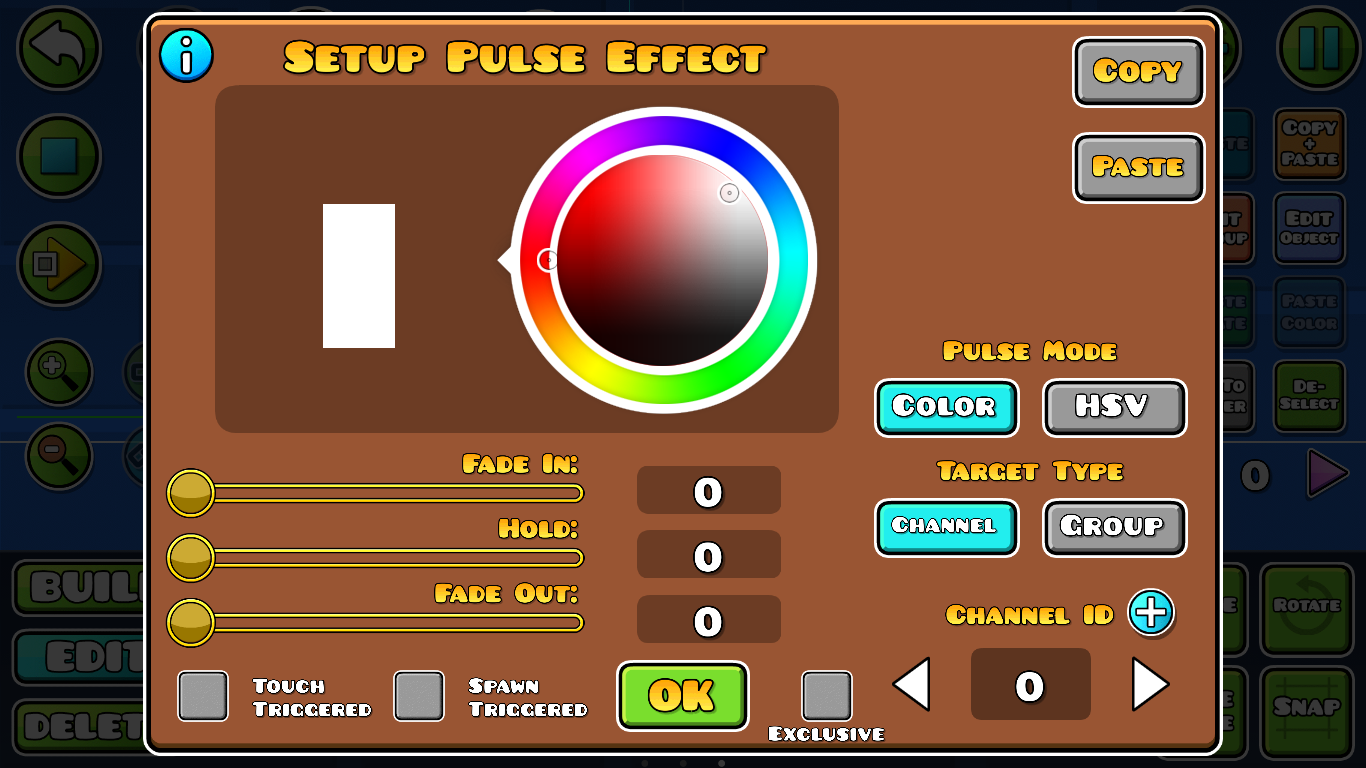 Setup Pulse Effect
Copy
Paste
Copy
+
Paste
Edit
Object
Paste
Color
De-
Select
Pulse Mode
Color
HSV
Fade In:
0
Target Type
0
Hold:
0
Channel
Group
Fade Out:
0
Channel ID
Rotate
0
Touch
Triggered
Spawn
Triggered
OK
Exclusive
Snap